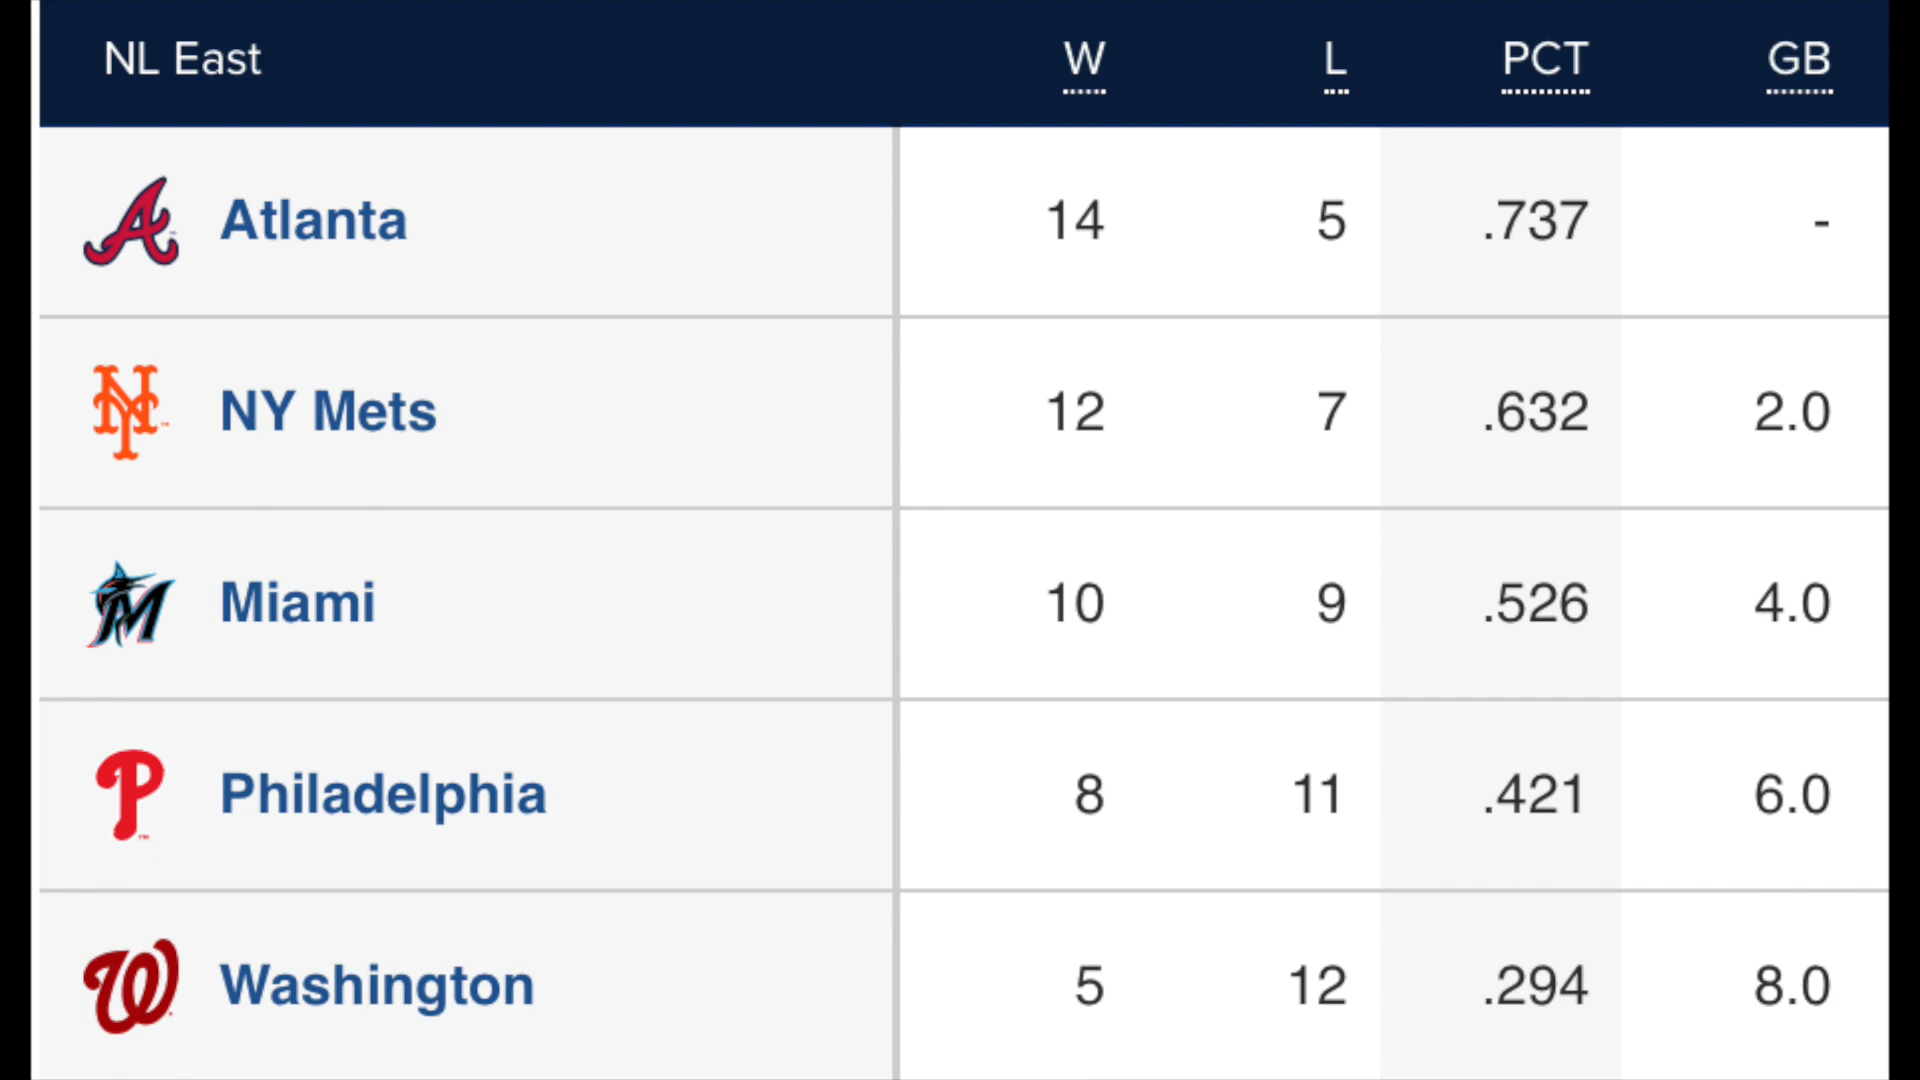 NL East W L PCT GB
Atlanta 14 5 .737 -
NY Mets 12 7 .632 2.0
Miami 10 9 .526 4.0
Philadelphia 8 11 .421 6.0
Washington 5 12 .294 8.0